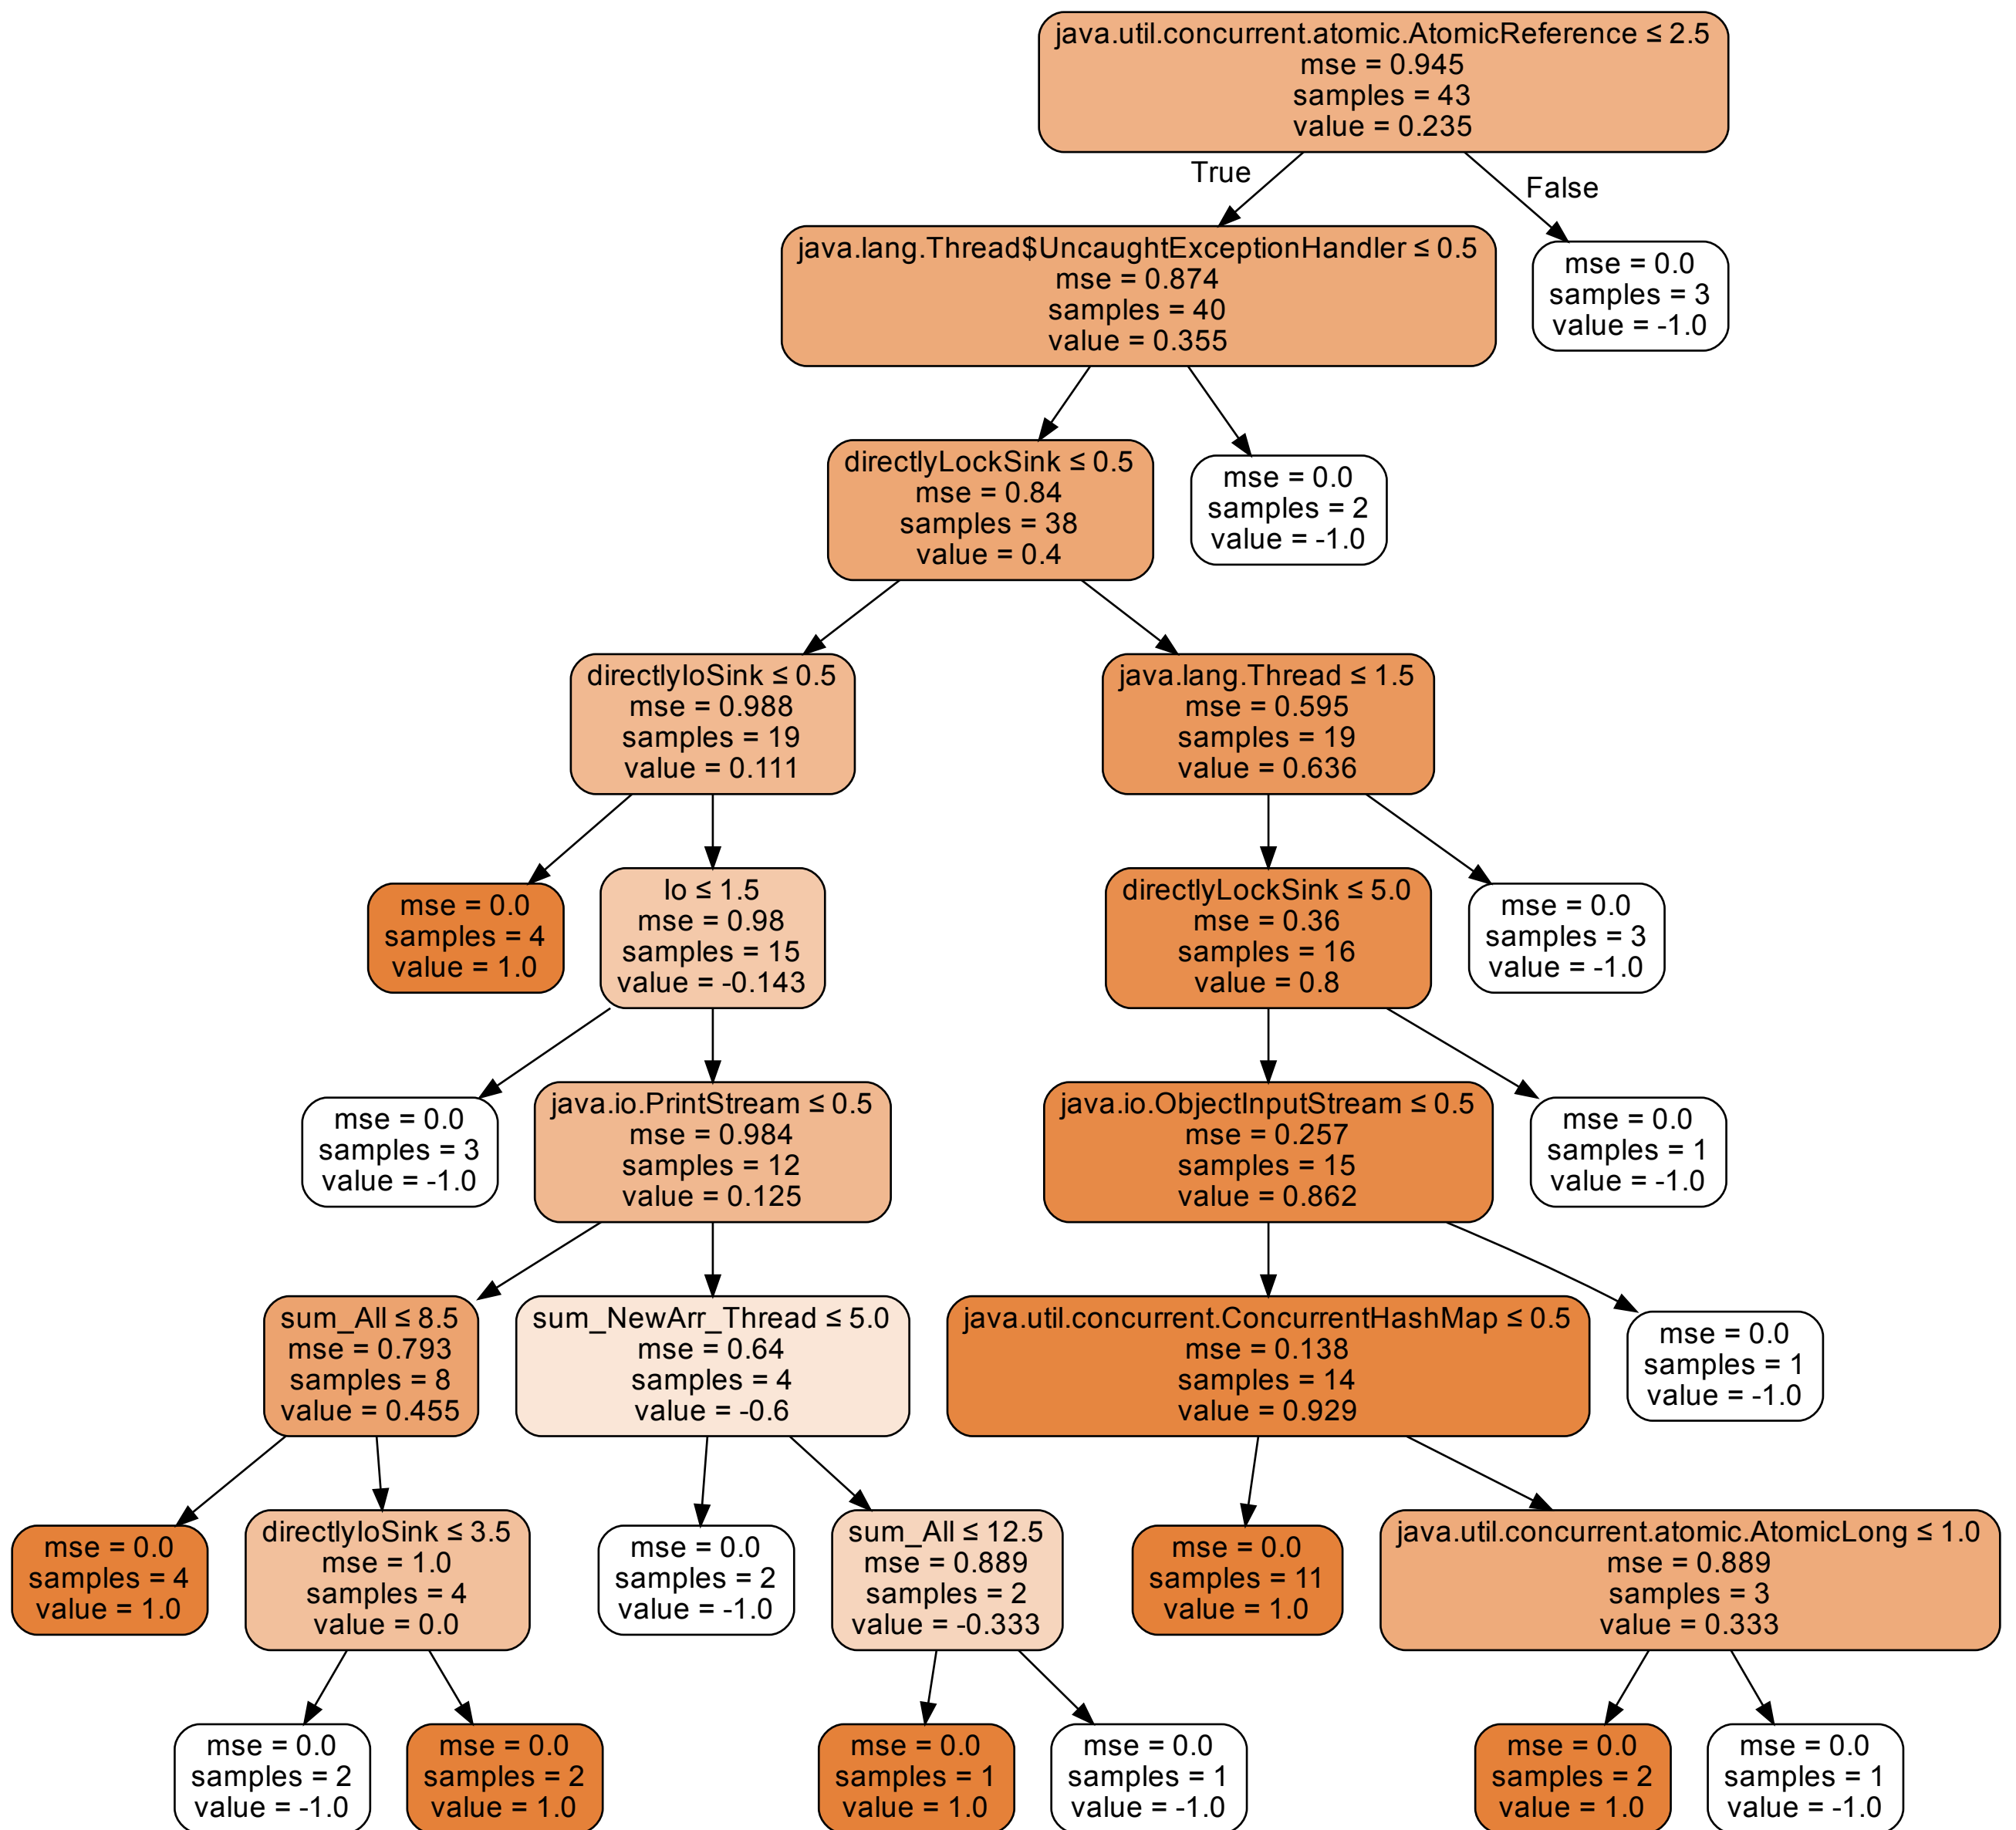 java.util.concurrent.atomic.AtomicReference ≤ 2.5
mse = 0.945
samples = 43
value = 0.235
True
False
java.lang.Thread$UncaughtExceptionHandler ≤ 0.5
mse = 0.874
samples = 40
value = 0.355
mse = 0.0
samples = 3
value = -1.0
directlyLockSink ≤ 0.5
mse = 0.84
samples = 38
value = 0.4
mse = 0.0
samples = 2
value = -1.0
directlyIoSink ≤ 0.5
mse = 0.988
samples = 19
value = 0.111
java.lang.Thread ≤ 1.5
mse = 0.595
samples = 19
value = 0.636
mse = 0.0
samples = 4
value = 1.0
Io ≤ 1.5
mse = 0.98
samples = 15
value = -0.143
directlyLockSink ≤ 5.0
mse = 0.36
samples = 16
value = 0.8
mse = 0.0
samples = 3
value = -1.0
mse = 0.0
samples = 3
value = -1.0
java.io.PrintStream ≤ 0.5
mse = 0.984
samples = 12
value = 0.125
java.io.ObjectInputStream ≤ 0.5
mse = 0.257
samples = 15
value = 0.862
mse = 0.0
samples = 1
value = -1.0
sum_All ≤ 8.5
mse = 0.793
samples = 8
value = 0.455
sum_NewArr_Thread ≤ 5.0
mse = 0.64
samples = 4
value = -0.6
java.util.concurrent.ConcurrentHashMap ≤ 0.5
mse = 0.138
samples = 14
value = 0.929
mse = 0.0
samples = 1
value = -1.0
mse = 0.0
samples = 4
value = 1.0
directlyIoSink ≤ 3.5
mse = 1.0
samples = 4
value = 0.0
mse = 0.0
samples = 2
value = -1.0
sum_All ≤ 12.5
mse = 0.889
samples = 2
value = -0.333
mse = 0.0
samples = 11
value = 1.0
java.util.concurrent.atomic.AtomicLong ≤ 1.0
mse = 0.889
samples = 3
value = 0.333
mse = 0.0
samples = 2
value = -1.0
mse = 0.0
samples = 2
value = 1.0
mse = 0.0
samples = 1
value = 1.0
mse = 0.0
samples = 1
value = -1.0
mse = 0.0
samples = 2
value = 1.0
mse = 0.0
samples = 1
value = -1.0